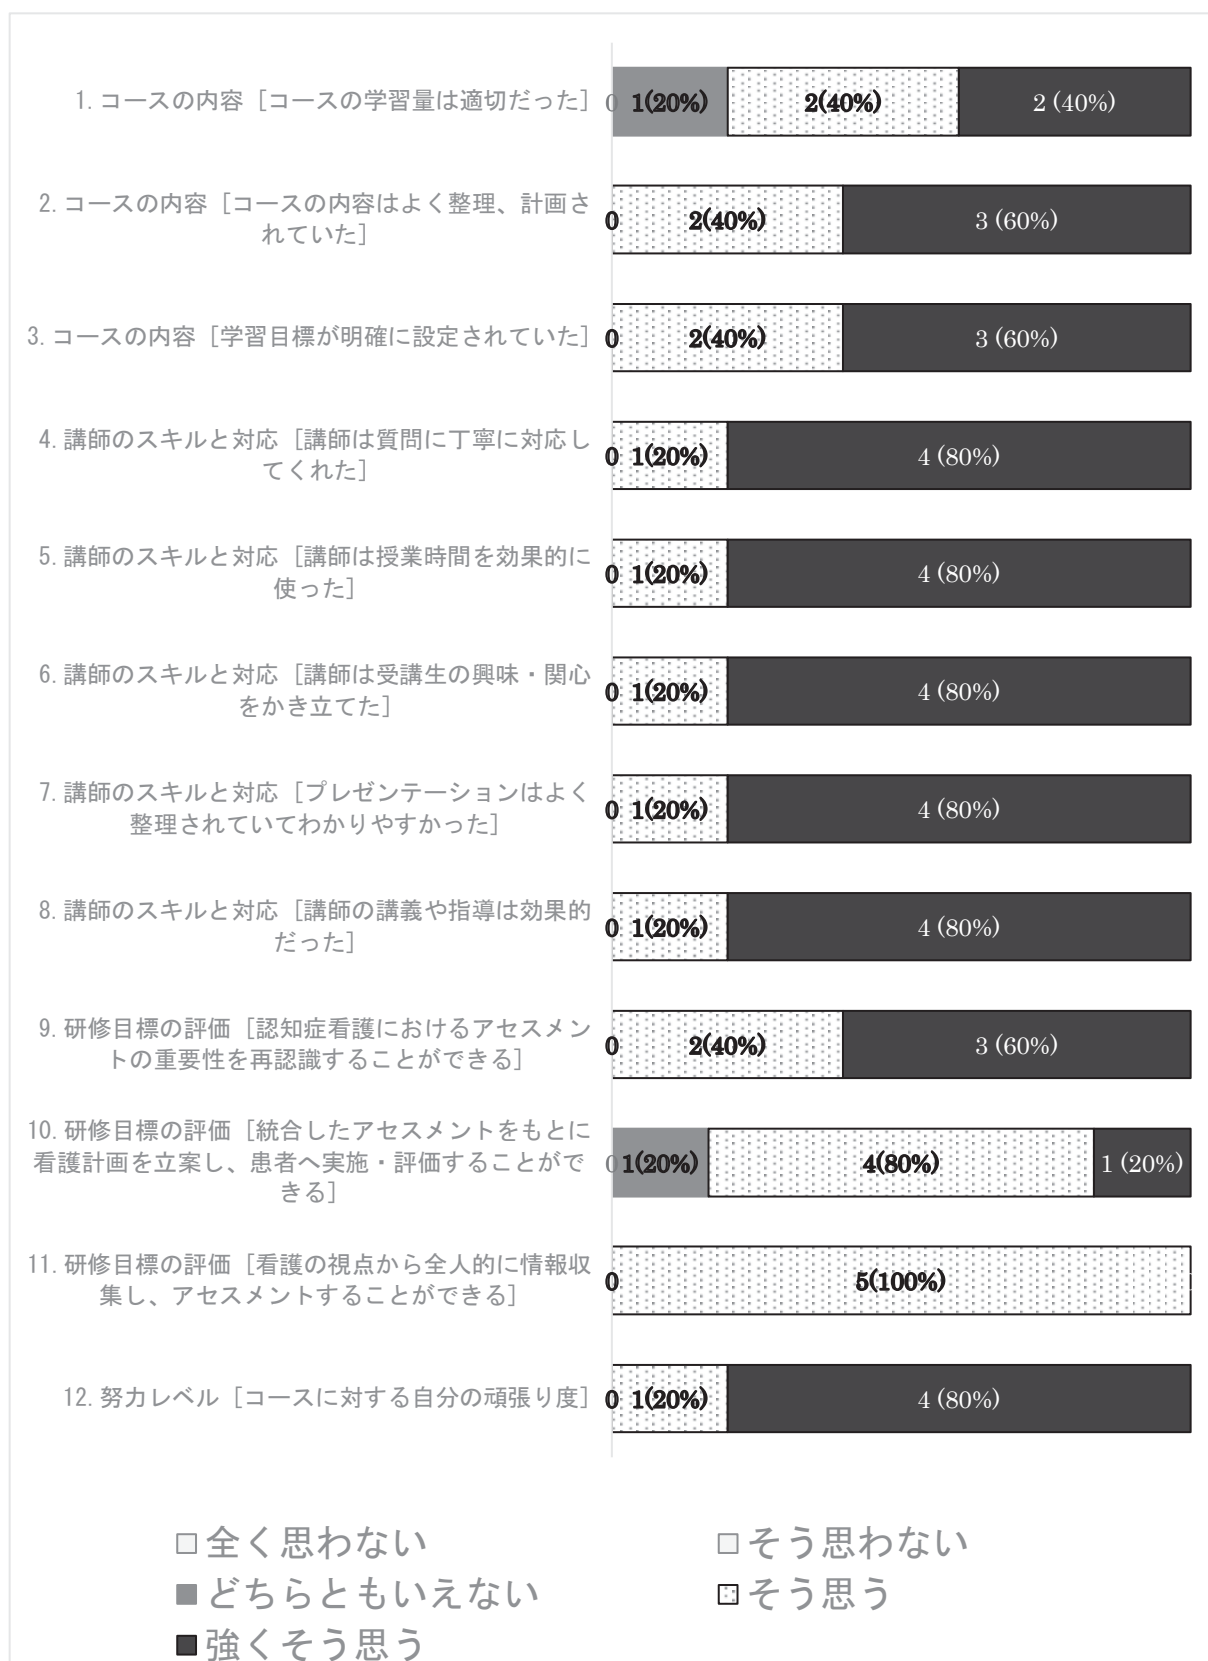 1. コースの内容［コースの学習量は適切だった］ 0 1(20%) 2(40%) 2 (40%)
2. コースの内容［コースの内容はよく整理、計画さ
れていた］ 0 2(40%) 3 (60%)
3. コースの内容［学習目標が明確に設定されていた］ 0 2(40%) 3 (60%)
4. 講師のスキルと対応［講師は質問に丁寧に対応し
てくれた］ 0 1(20%) 4 (80%)
5. 講師のスキルと対応［講師は授業時間を効果的に
使った］ 0 1(20%) 4 (80%)
6. 講師のスキルと対応［講師は受講生の興味・関心
をかき立てた］ 0 1(20%) 4 (80%)
7. 講師のスキルと対応［プレゼンテーションはよく
整理されていてわかりやすかった］ 0 1(20%) 4 (80%)
8. 講師のスキルと対応［講師の講義や指導は効果的
だった］ 0 1(20%) 4 (80%)
9. 研修目標の評価［認知症看護におけるアセスメン
トの重要性を再認識することができる］ 0 2(40%) 3 (60%)
10. 研修目標の評価［統合したアセスメントをもとに
看護計画を立案し、患者へ実施・評価することがで
きる］ 0 1(20%) 4(80%) 1 (20%)
11. 研修目標の評価［看護の視点から全人的に情報収
集し、アセスメントすることができる］ 0 5(100%)
12. 努力レベル［コースに対する自分の頑張り度］ 0 1(20%) 4 (80%)
全く思わない そう思わない
どちらともいえない そう思う
強くそう思う